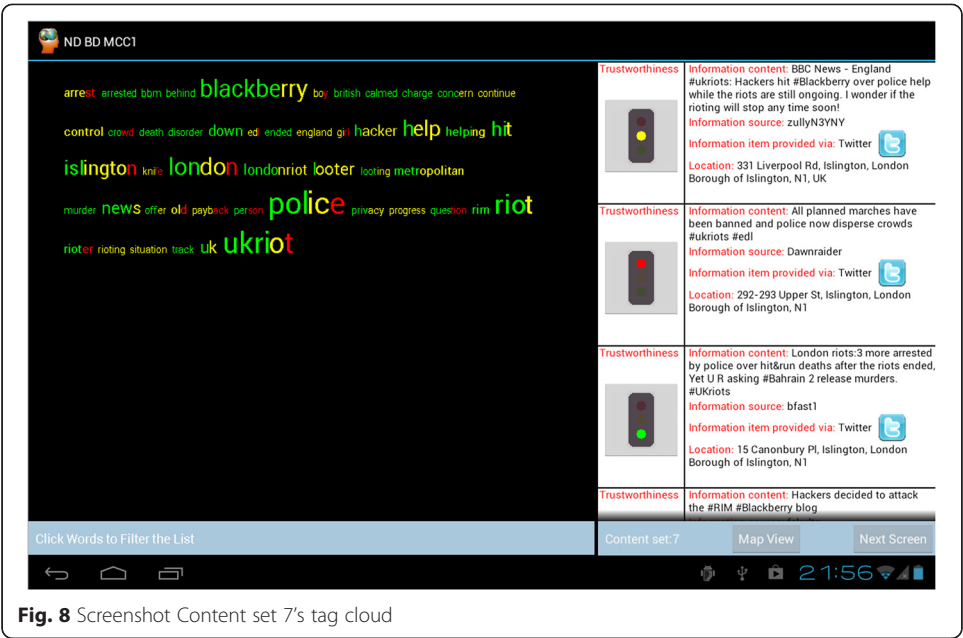 ND BD MCC1
arrest arrested bbm behind blackberry boy british calmed charge concern continue
control crowd death disorder down edl ended england girl hacker help helping hit
islington knife london londonriot looter looting metropolitan
murder news offer old payback person police privacy progress question rim riot
rioter rioting situation track uk ukriot
Trustworthiness
Information content: BBC News - England
#ukriots: Hackers hit #Blackberry over police help
while the riots are still ongoing. I wonder if the
rioting will stop any time soon!
Information source: zullyN3YNY
Information item provided via: Twitter
Location: 331 Liverpool Rd, Islington, London
Borough of Islington, N1, UK
Trustworthiness
Information content: All planned marches have
been banned and police now disperse crowds
#ukriots #edl
Information source: Dawnraider
Information item provided via: Twitter
Location: 292-293 Upper St, Islington, London
Borough of Islington, N1
Trustworthiness
Information content: London riots:3 more arrested
by police over hit&run deaths after the riots ended,
Yet U R asking #Bahrain 2 release murders.
#UKriots
Information source: bfast1
Information item provided via: Twitter
Location: 15 Canonbury Pl, Islington, London
Borough of Islington, N1
Trustworthiness
Information content: Hackers decided to attack
the #RIM #Blackberry blog
Click Words to Filter the List
Content set:7
Map View
Next Screen
21:56
Fig. 8 Screenshot Content set 7's tag cloud